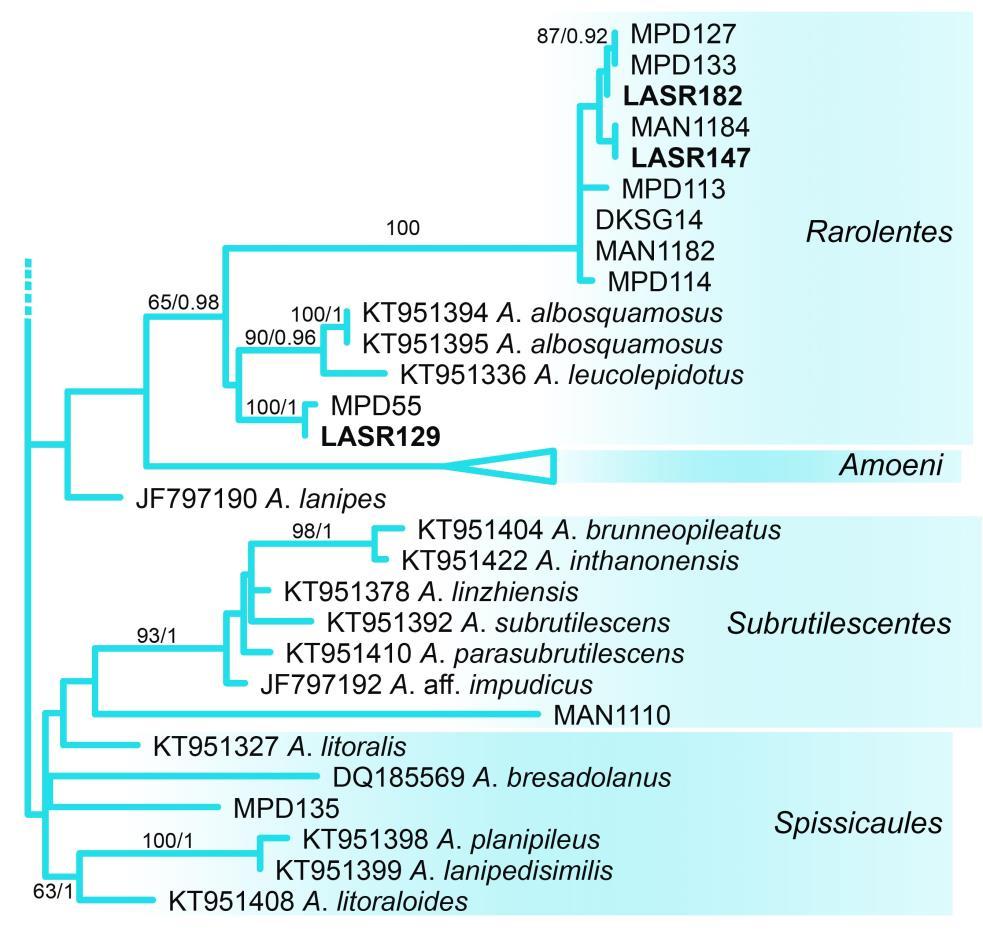 87/0.92 MPD127
MPD133
LASR182
MAN1184
LASR147
MPD113
DKSG14
Rarolentes
100
MAN1182
MPD114
65/0.98
100/1 KT951394 A. albosquamosus
90/0.96
KT951395 A. albosquamosus
KT951336 A. leucolepidotus
100/1 MPD55
LASR129
Amoeni
JF797190 A. lanipes
98/1 KT951404 A. brunneopileatus
KT951422 A. inthanonensis
KT951378 A. linzhiensis
KT951392 A. subrutilescens
Subrutilescentes
93/1
KT951410 A. parasubrutilescens
JF797192 A. aff. impudicus
MAN1110
KT951327 A. litoralis
DQ185569 A. bresadolanus
MPD135
Spissicaules
100/1 KT951398 A. planipileus
KT951399 A. lanipedisimilis
63/1
KT951408 A. litoraloides